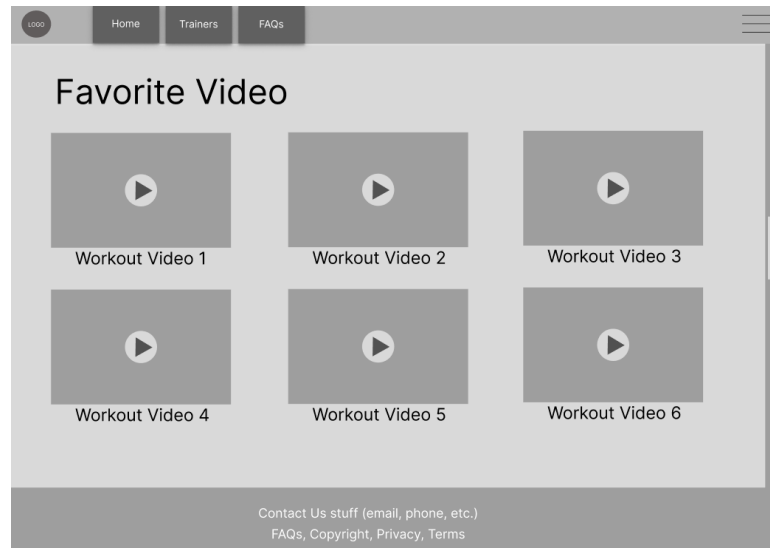 LOGO
Home
Trainers
FAQs
Favorite Video
Workout Video 1
Workout Video 2
Workout Video 3
Workout Video 4
Workout Video 5
Workout Video 6
Contact Us stuff (email, phone, etc.)
FAQs, Copyright, Privacy, Terms